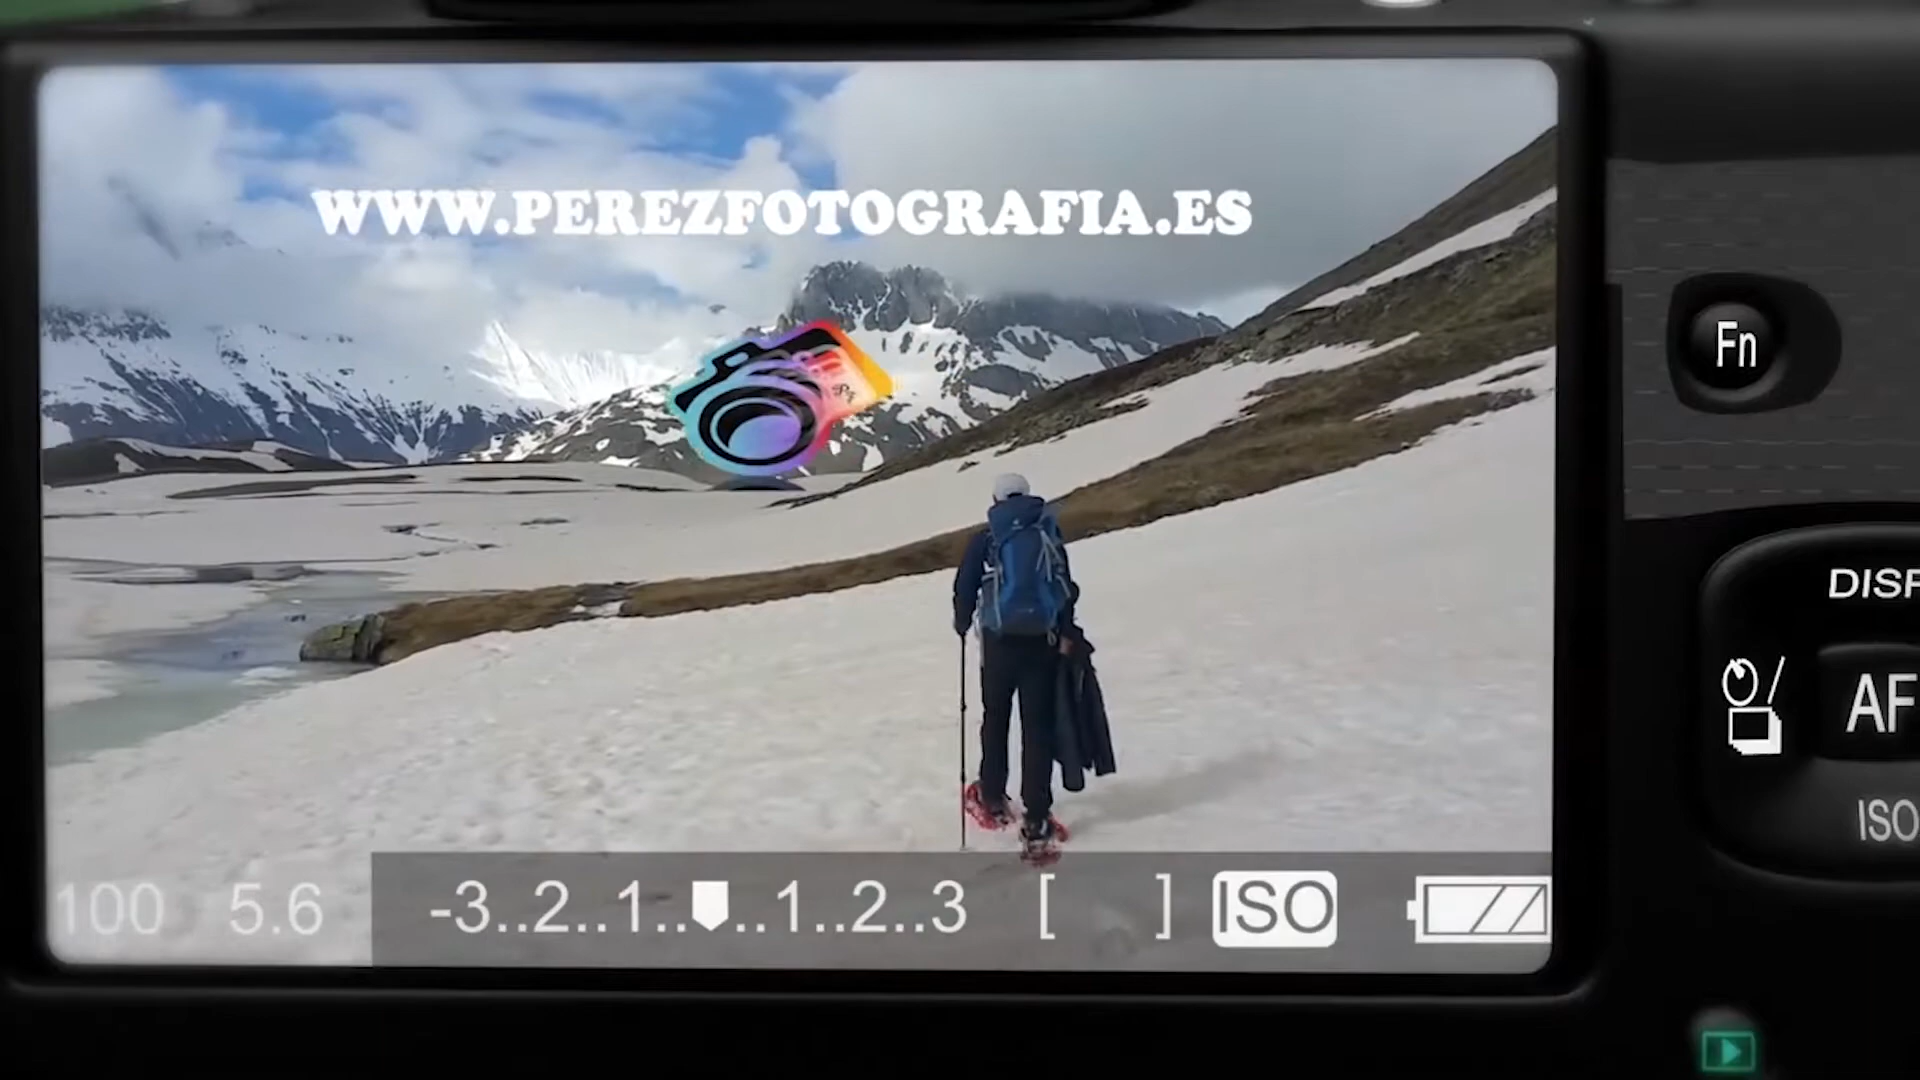 WWW.PEREZFOTOGRAFIA.ES
Fn
DISP
AF
ISO
100 5.6 -3..2..1....1..2..3 [ ] ISO